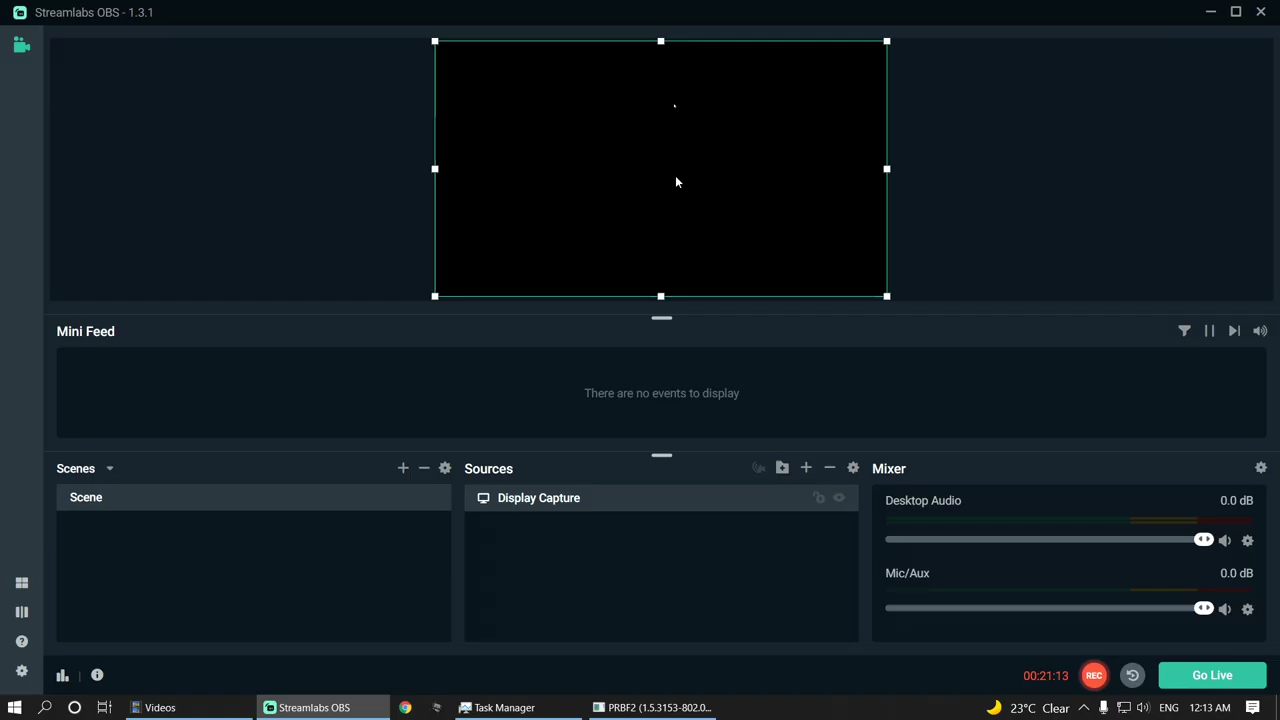 Streamlabs OBS - 1.3.1
Mini Feed
There are no events to display
Scenes
Scene
Sources
Display Capture
Mixer
Desktop Audio 0.0 dB
Mic/Aux 0.0 dB
00:21:13 REC Go Live
Videos Streamlabs OBS Task Manager PRBF2 (1.5.3153-802.0... 23°C Clear ENG 12:13 AM